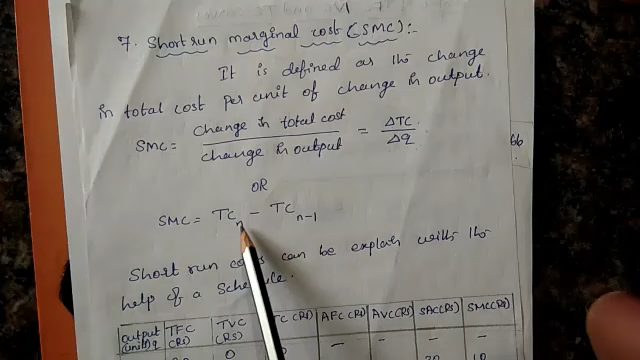 7. Short run marginal cost (SMC):-
It is defined as the change
in total cost per unit of change in output.
SMC = change in total cost / change in output = ΔTC / Δq
OR
SMC = TCn - TCn-1
Short run costs can be explain with the
help of a schedule.
output (units)q TFC (RS) TVC (RS) TC (RS) AFC (RS) AVC (RS) SAC (RS) SMC (RS)
0 - - - -
10
66